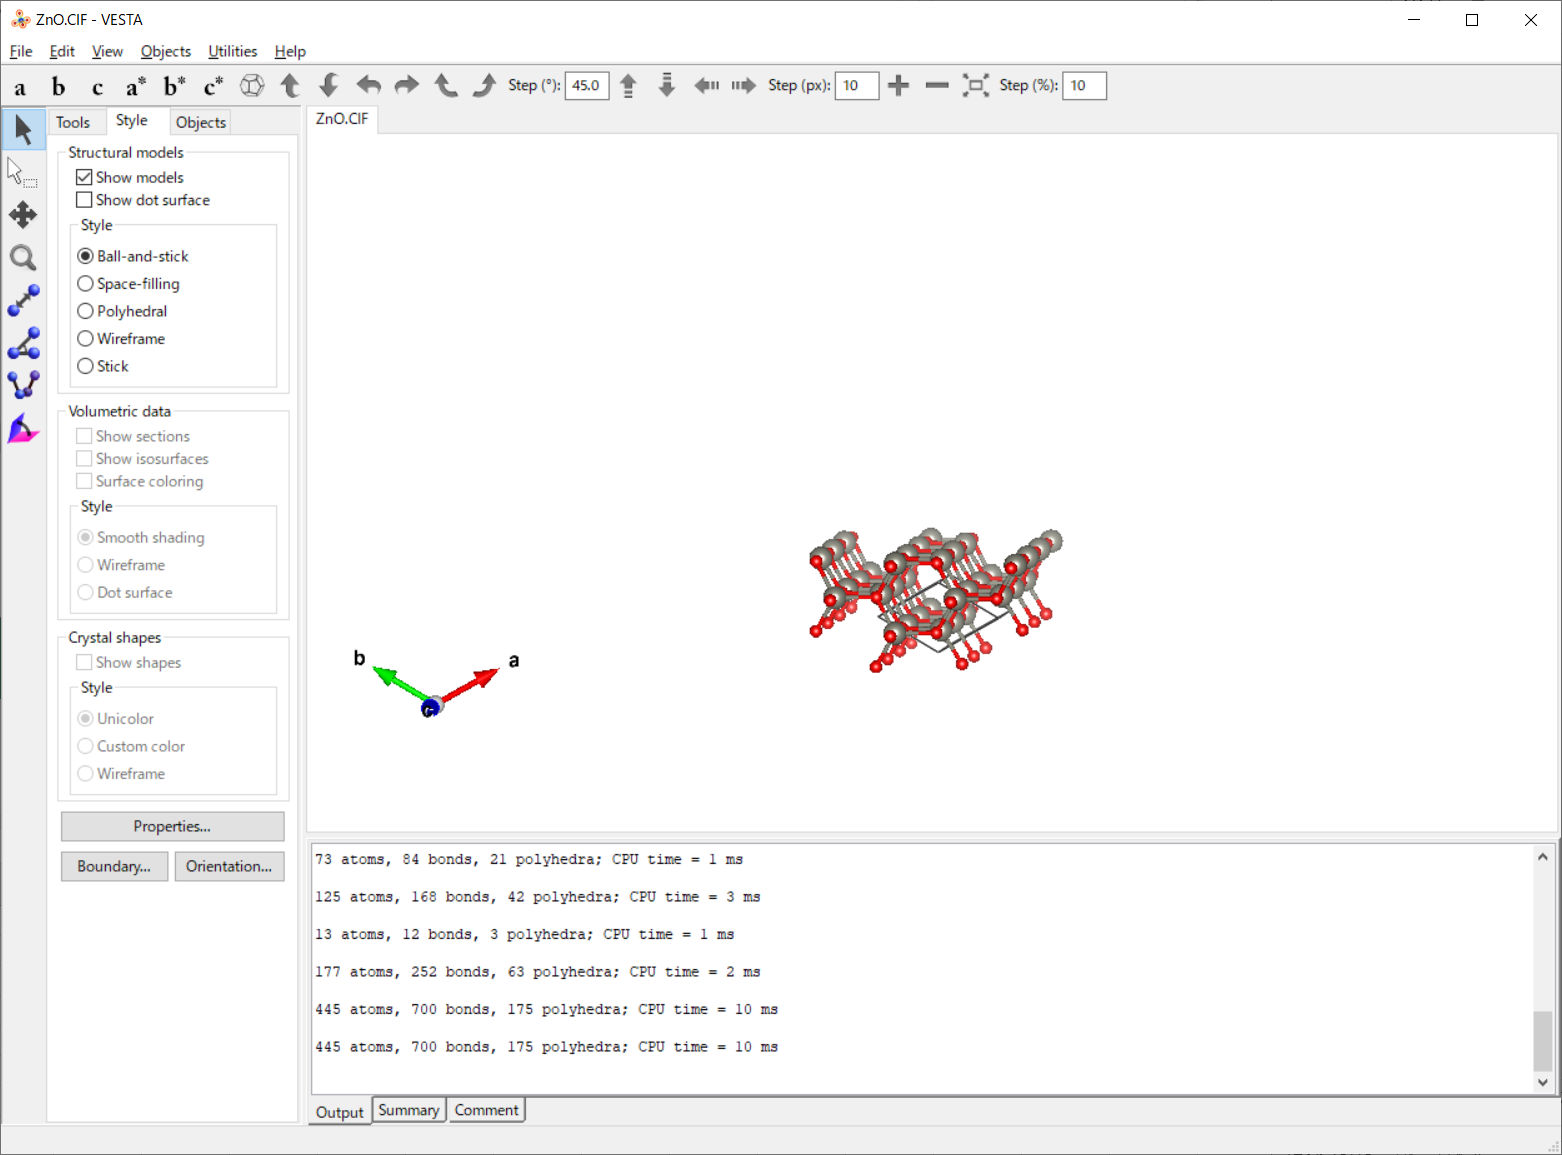 ZnO.CIF - VESTA
File Edit View Objects Utilities Help
a b c a* b* c* Step (°): 45.0 Step (px): 10 Step (%): 10
Tools Style Objects
ZnO.CIF
Structural models
Show models
Show dot surface
Style
Ball-and-stick
Space-filling
Polyhedral
Wireframe
Stick
Volumetric data
Show sections
Show isosurfaces
Surface coloring
Style
Smooth shading
Wireframe
Dot surface
Crystal shapes
Show shapes
Style
Unicolor
Custom color
Wireframe
Properties...
Boundary... Orientation...
b a
73 atoms, 84 bonds, 21 polyhedra; CPU time = 1 ms
125 atoms, 168 bonds, 42 polyhedra; CPU time = 3 ms
13 atoms, 12 bonds, 3 polyhedra; CPU time = 1 ms
177 atoms, 252 bonds, 63 polyhedra; CPU time = 2 ms
445 atoms, 700 bonds, 175 polyhedra; CPU time = 10 ms
445 atoms, 700 bonds, 175 polyhedra; CPU time = 10 ms
Output Summary Comment